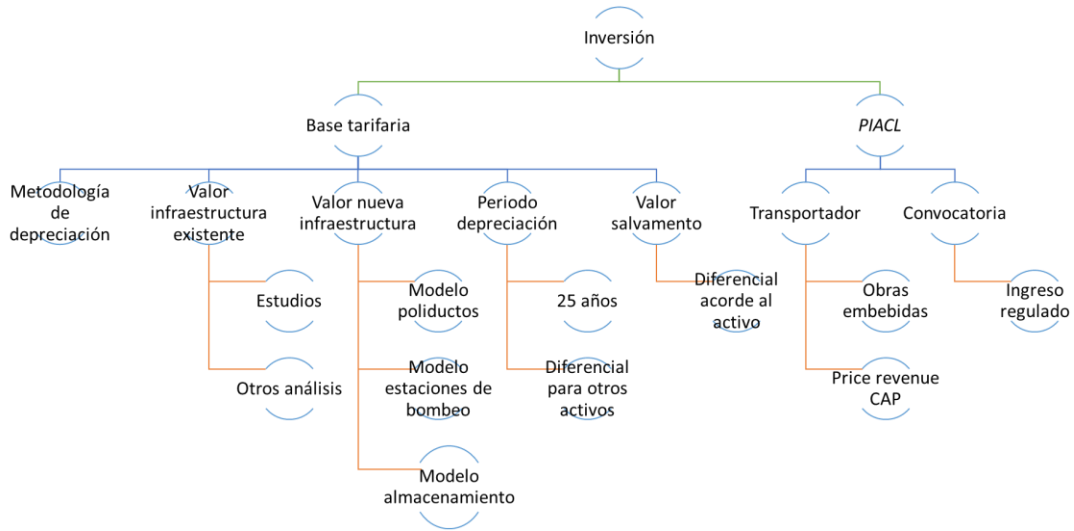 Inversión
Base tarifaria
PIACL
Metodología
de
depreciación
Valor
infraestructura
existente
Valor nueva
infraestructura
Periodo
depreciación
Valor
salvamento
Transportador
Convocatoria
Estudios
Otros análisis
Modelo
poliductos
Modelo
estaciones de
bombeo
Modelo
almacenamiento
25 años
Diferencial
para otros
activos
Diferencial
acorde al
activo
Obras
embebidas
Price revenue
CAP
Ingreso
regulado